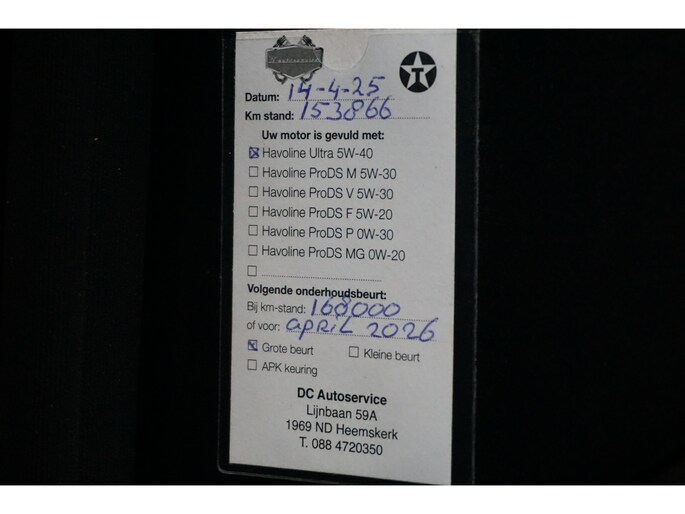 Datum: 14-4-25
Km stand: 153866
Uw motor is gevuld met:
Havoline Ultra 5W-40
Havoline ProDS M 5W-30
Havoline ProDS V 5W-30
Havoline ProDS F 5W-20
Havoline ProDS P 0W-30
Havoline ProDS MG 0W-20
Volgende onderhoudsbeurt:
Bij km-stand: 168000
of voor: april 2026
Grote beurt Kleine beurt
APK keuring
DC Autoservice
Lijnbaan 59A
1969 ND Heemskerk
T. 088 4720350